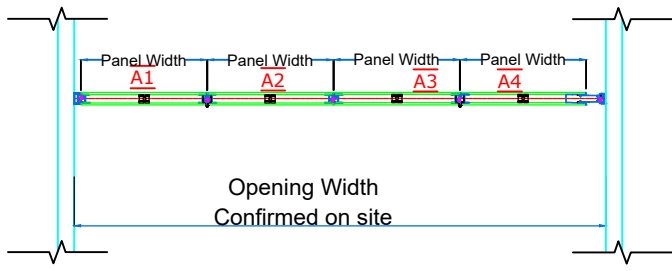 Panel Width Panel Width Panel Width Panel Width
A1 A2 A3 A4
Opening Width
Confirmed on site